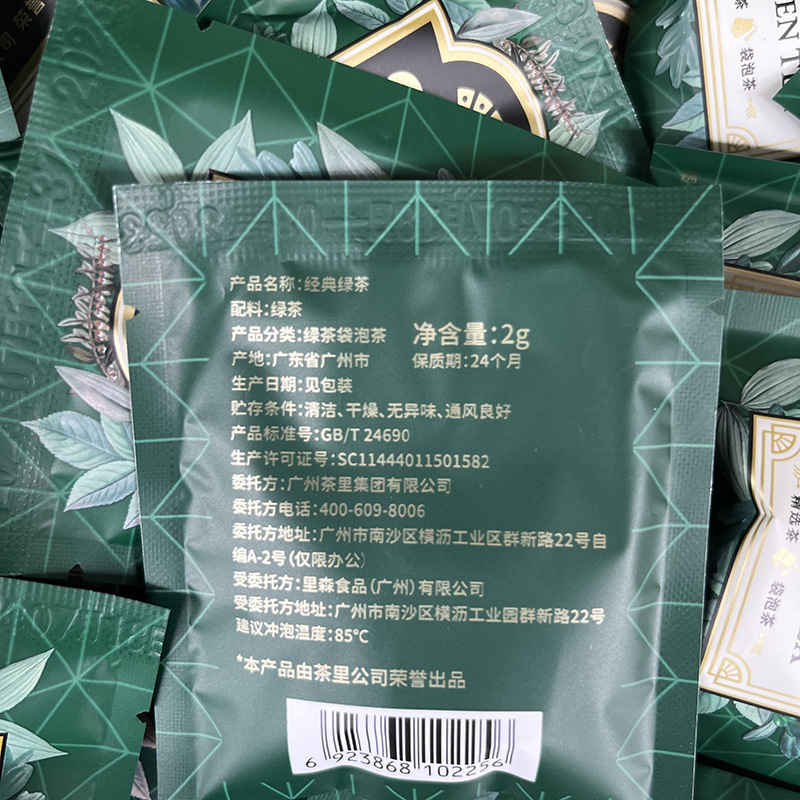 袋泡茶
产品名称:经典绿茶
配料:绿茶
产品分类:绿茶袋泡茶 净含量:2g
产地:广东省广州市 保质期:24个月
生产日期:见包装
贮存条件:清洁、干燥、无异味、通风良好
产品标准号:GB/T 24690
生产许可证号:SC11444011501582
委托方:广州茶里集团有限公司
委托方电话:400-609-8006
委托方地址:广州市南沙区横沥工业区群新路22号自
编A-2号(仅限办公)
受委托方:里森食品(广州)有限公司
受委托方地址:广州市南沙区横沥工业园群新路22号
建议冲泡温度:85℃
*本产品由茶里公司荣誉出品
6 923868 102256
精选茶
袋泡茶